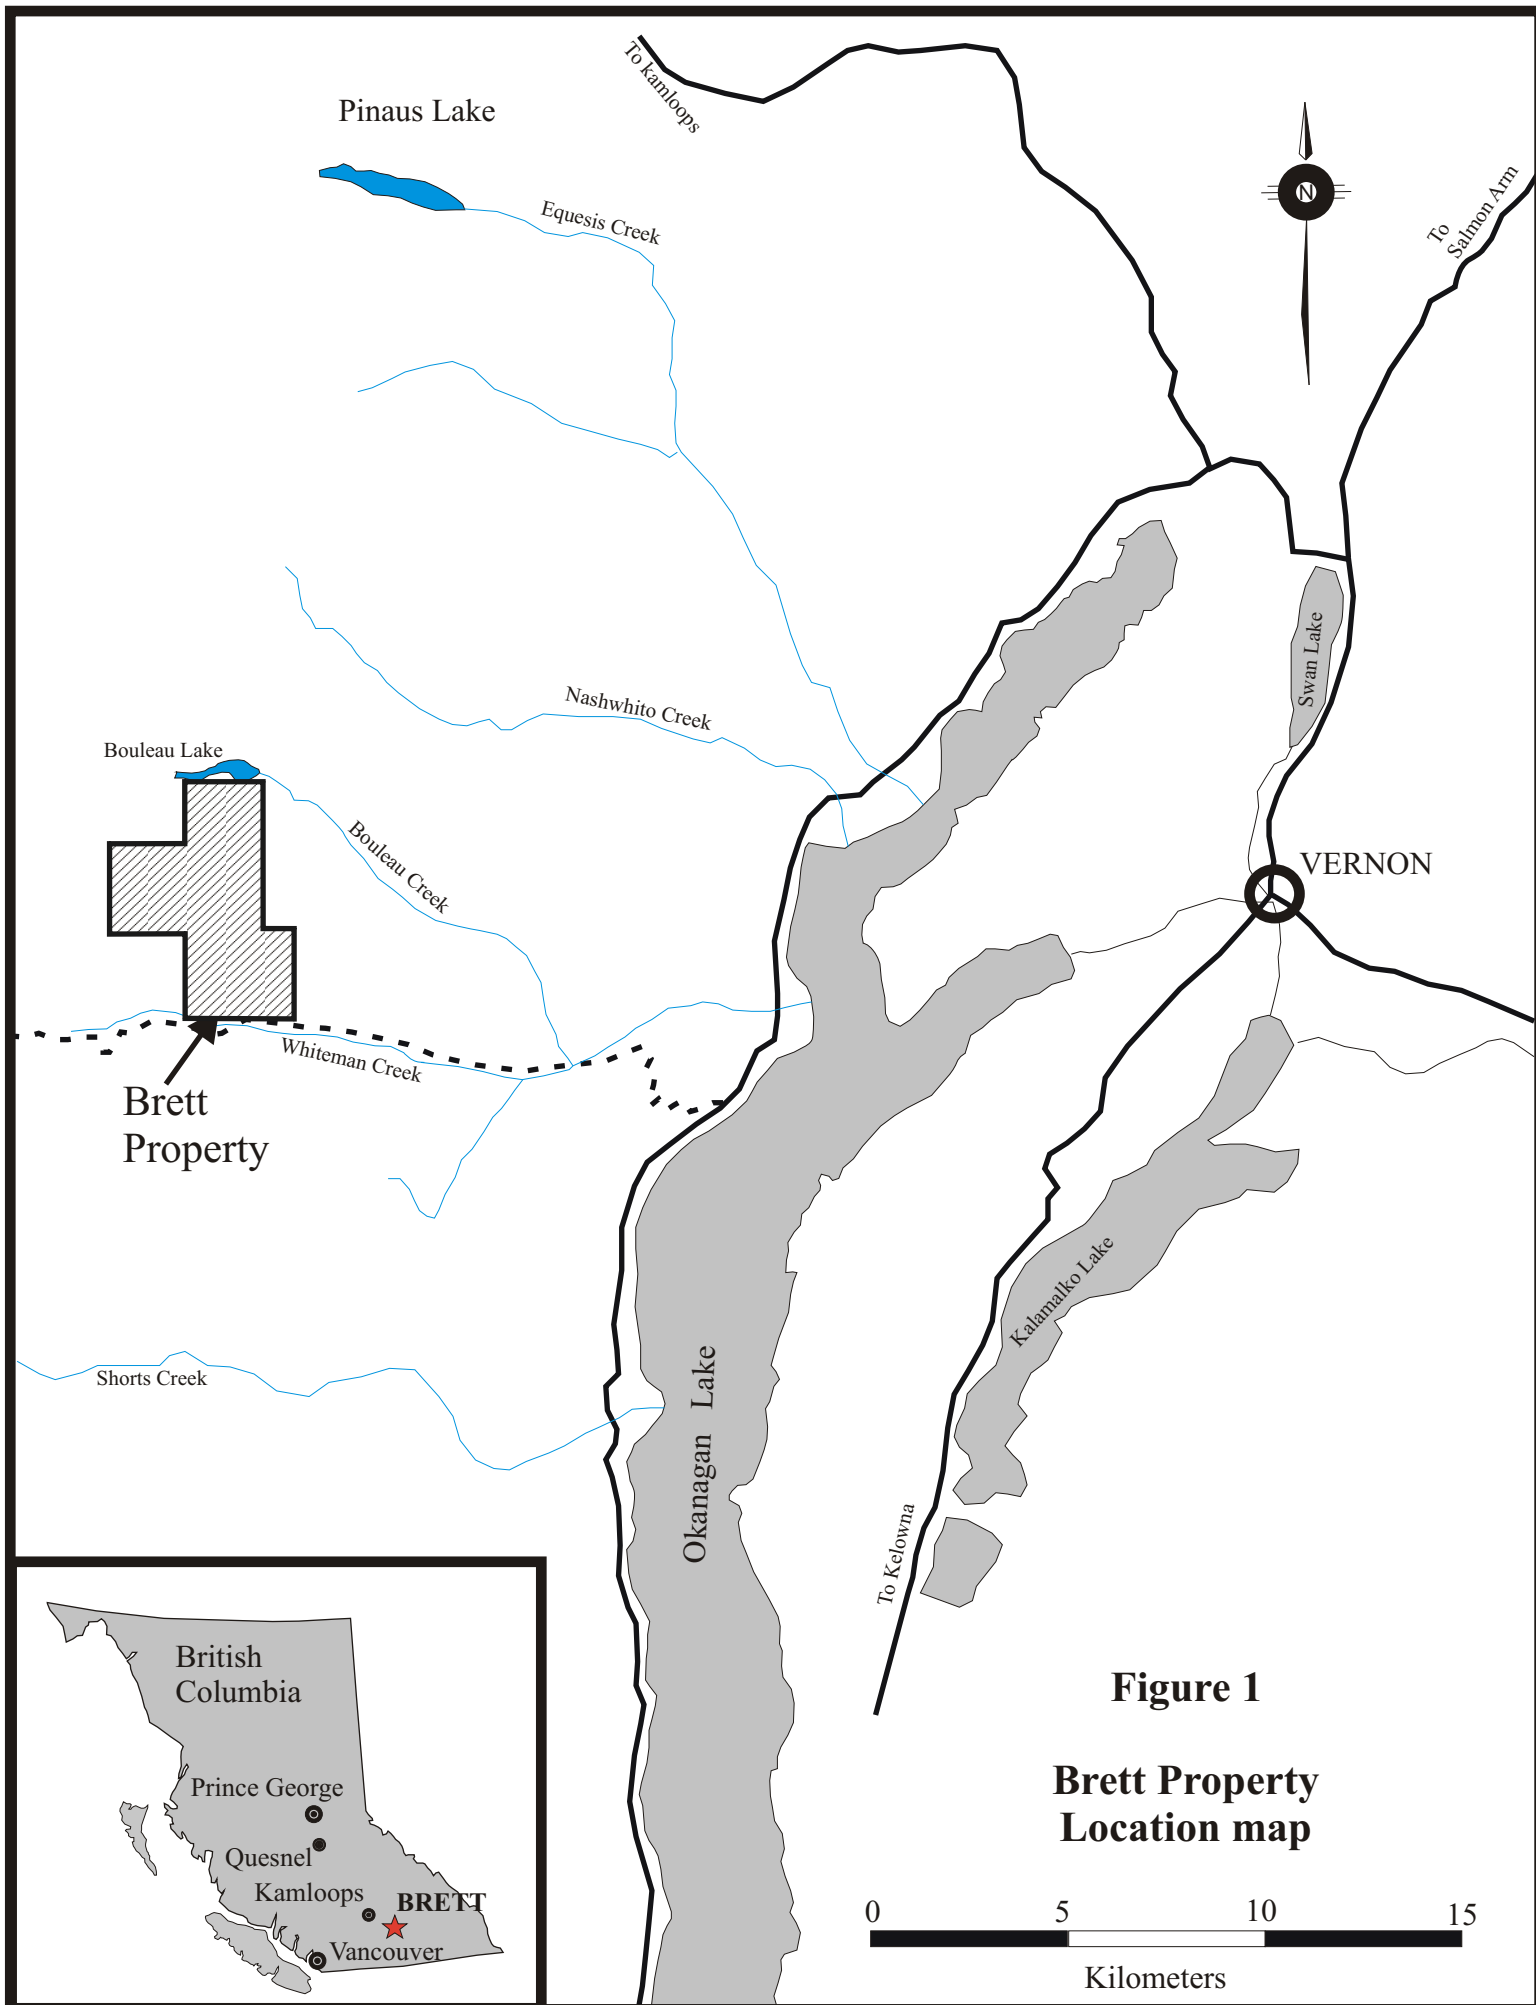 To kamloops
Pinaus Lake
N
To
Salmon Arm
Equesis Creek
Swan Lake
Nashwhito Creek
Bouleau Lake
Bouleau Creek
VERNON
Whiteman Creek
Brett
Property
Kalamalko Lake
Shorts Creek
Okanagan Lake
To Kelowna
British
Columbia
Prince George
Quesnel
Kamloops
BRETT
Vancouver
Figure 1
Brett Property
Location map
0 5 10 15
Kilometers